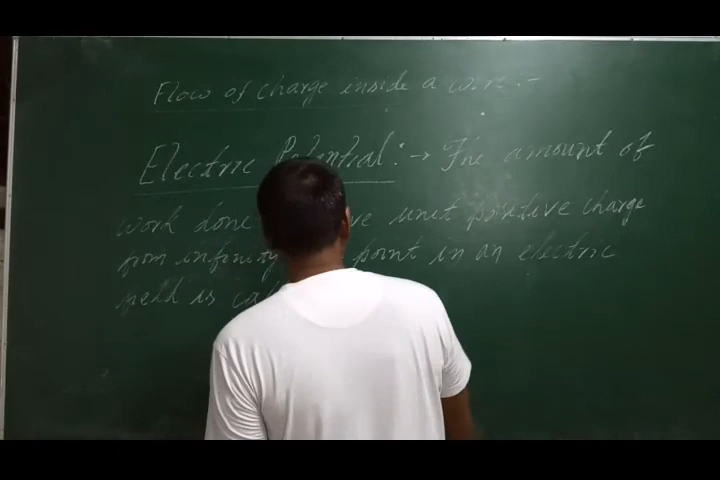 Flow of charge inside a wire :-
Electric Potential :→ The amount of
work done ve unit positive charge
from infinity point in an electric
field is